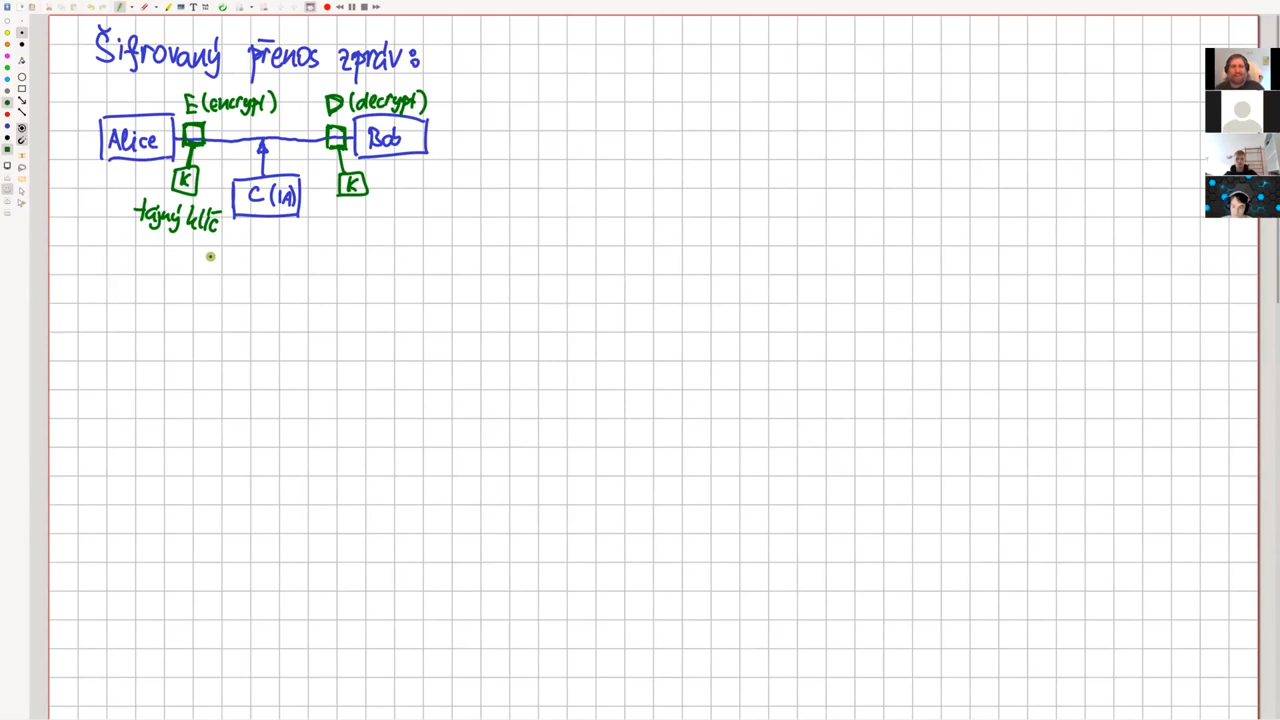 Šifrovaný přenos zpráv:
E (encrypt) D (decrypt)
Alice Bob
K C (IA) K
tajný klíč